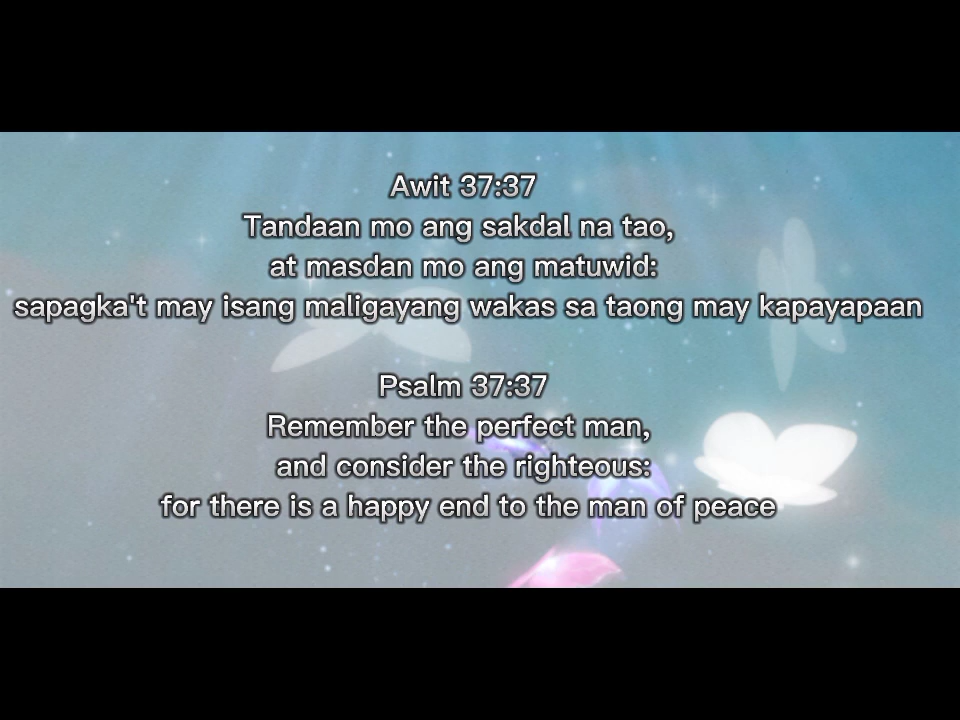 Awit 37:37
Tandaan mo ang sakdal na tao,
at masdan mo ang matuwid:
sapagka't may isang maligayang wakas sa taong may kapayapaan
Psalm 37:37
Remember the perfect man,
and consider the righteous:
for there is a happy end to the man of peace